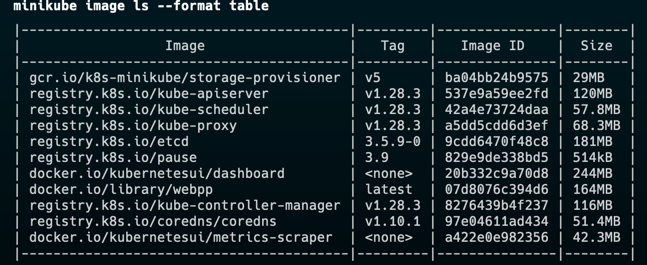 minikube image ls --format table
|-----------------------------------------|---------|---------------|--------|
| Image | Tag | Image ID | Size |
|-----------------------------------------|---------|---------------|--------|
| gcr.io/k8s-minikube/storage-provisioner | v5 | ba04bb24b9575 | 29MB |
| registry.k8s.io/kube-apiserver | v1.28.3 | 537e9a59ee2fd | 120MB |
| registry.k8s.io/kube-scheduler | v1.28.3 | 42a4e73724daa | 57.8MB |
| registry.k8s.io/kube-proxy | v1.28.3 | a5dd5cdd6d3ef | 68.3MB |
| registry.k8s.io/etcd | 3.5.9-0 | 9cdd6470f48c8 | 181MB |
| registry.k8s.io/pause | 3.9 | 829e9de338bd5 | 514kB |
| docker.io/kubernetesui/dashboard | <none> | 20b332c9a70d8 | 244MB |
| docker.io/library/webpp | latest | 07d8076c394d6 | 164MB |
| registry.k8s.io/kube-controller-manager | v1.28.3 | 8276439b4f237 | 116MB |
| registry.k8s.io/coredns/coredns | v1.10.1 | 97e04611ad434 | 51.4MB |
| docker.io/kubernetesui/metrics-scraper | <none> | a422e0e982356 | 42.3MB |
|-----------------------------------------|---------|---------------|--------|